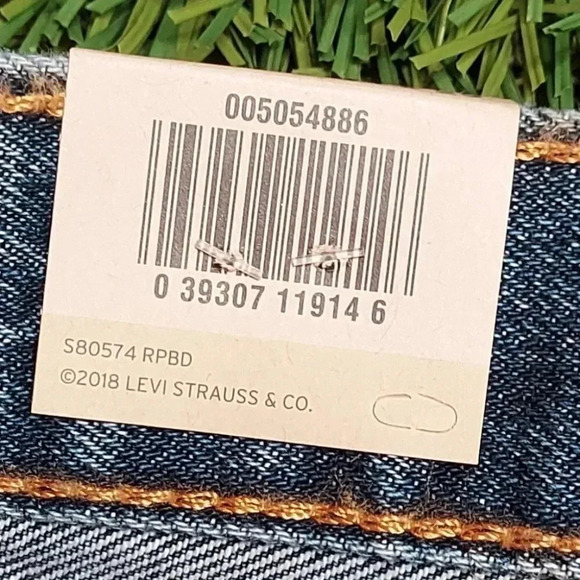 005054886
0 39307 11914 6
S80574 RPBD
©2018 LEVI STRAUSS & CO.